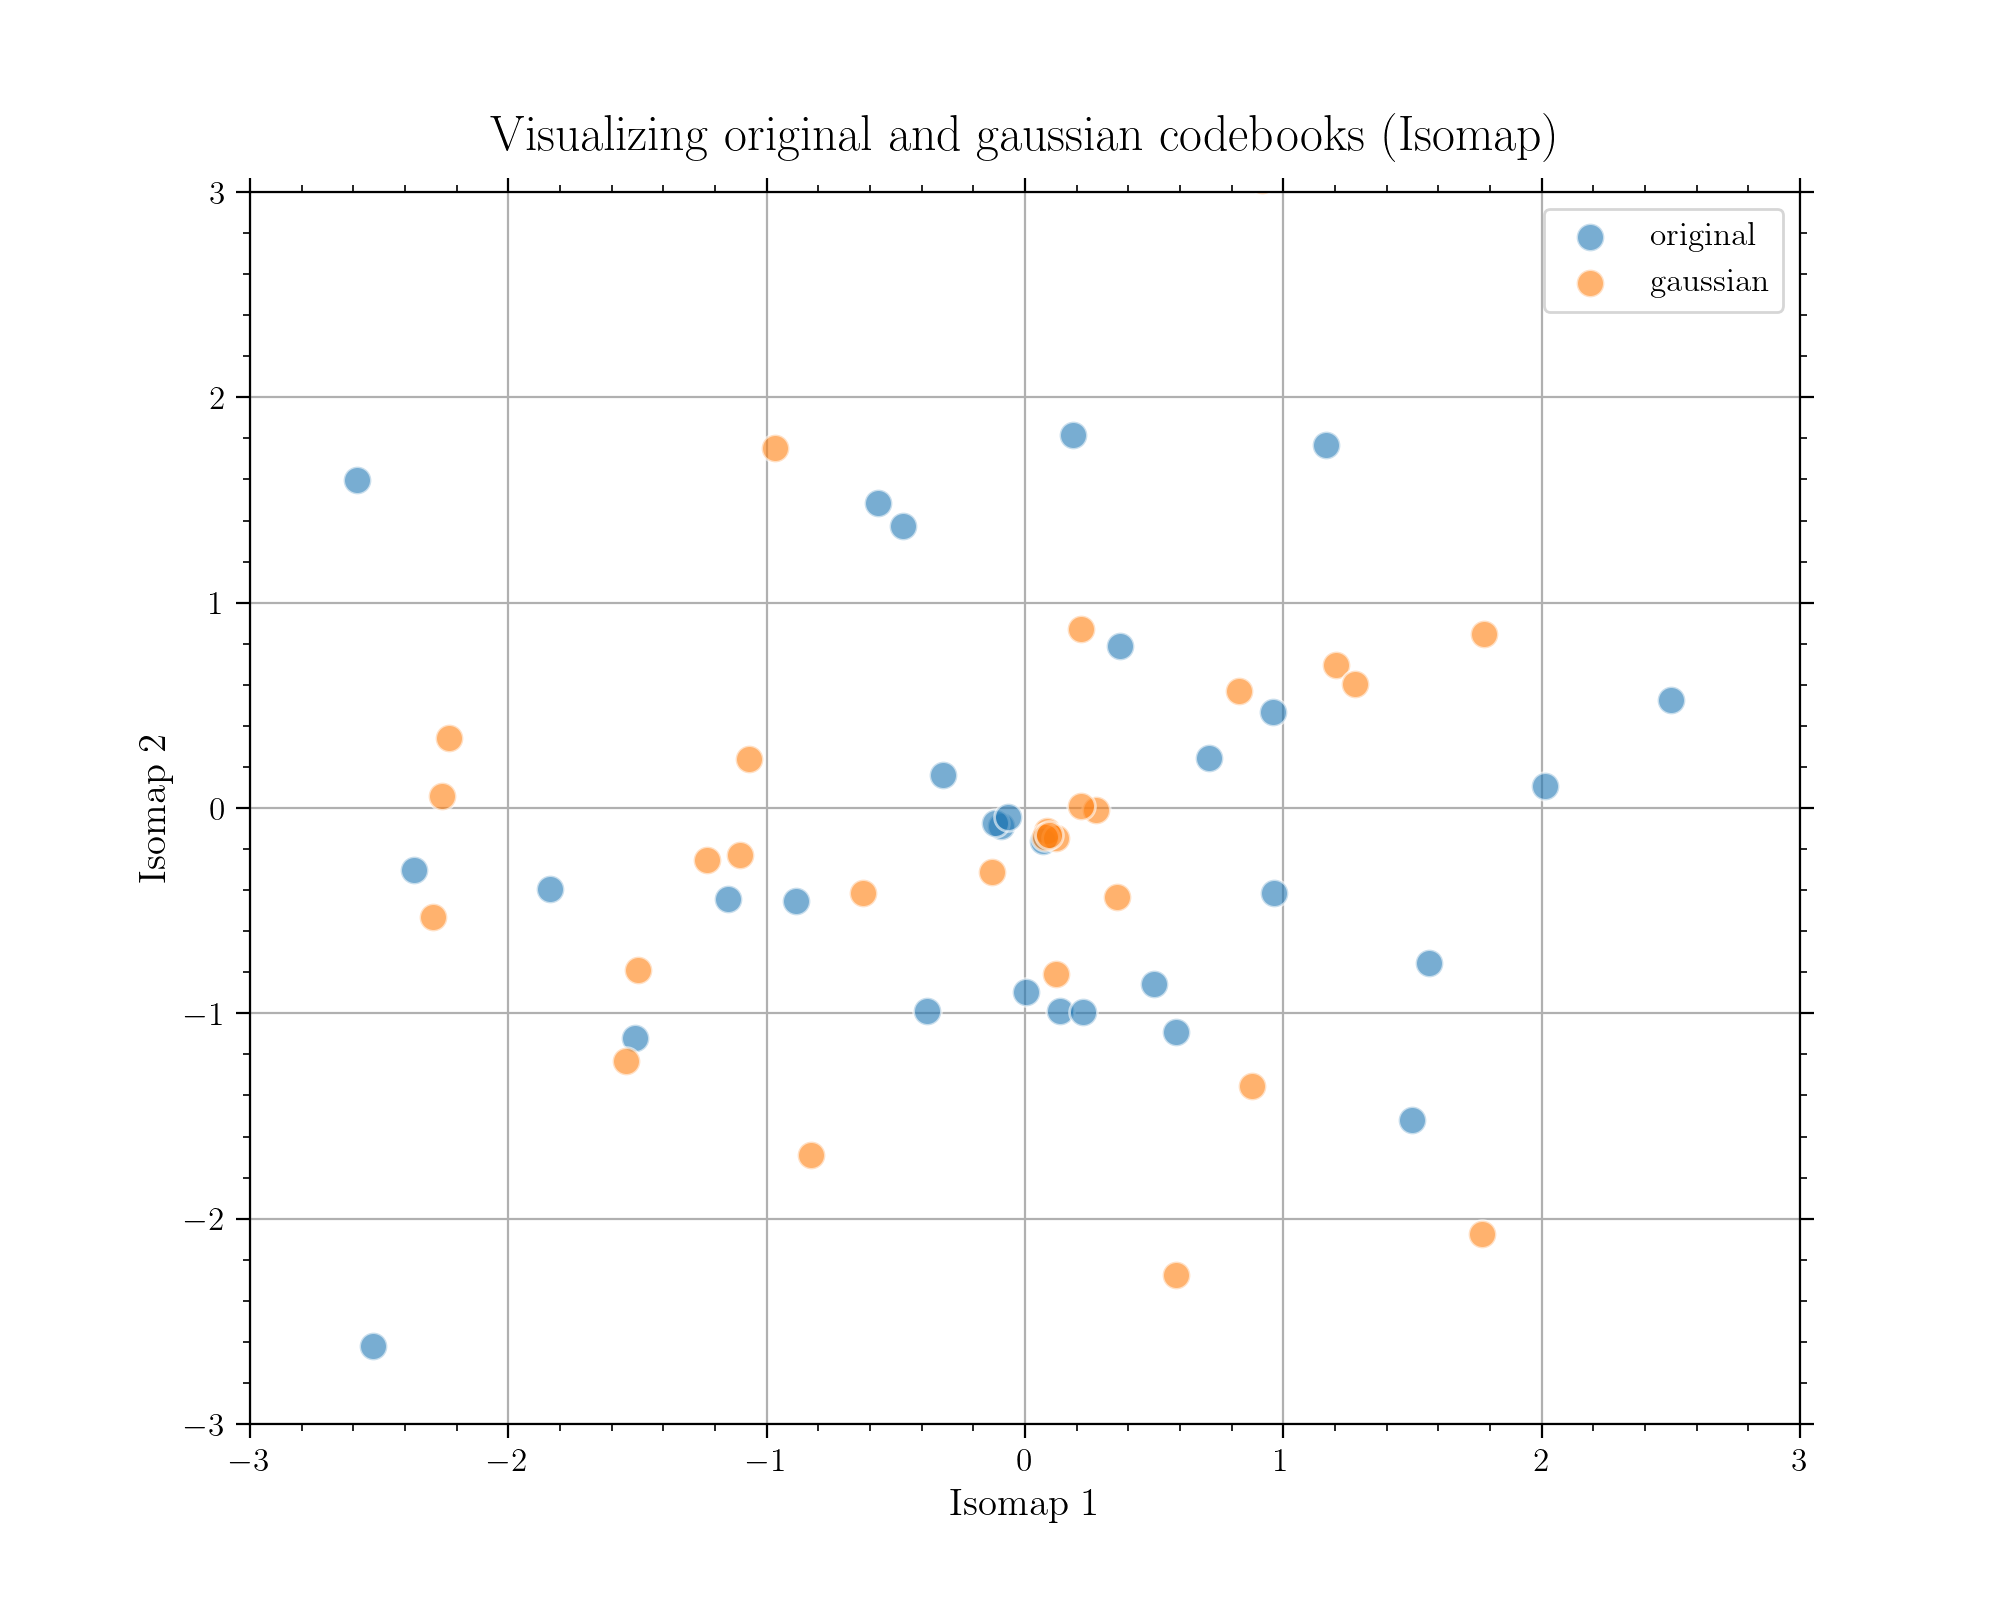 Visualizing original and gaussian codebooks (Isomap)
original
gaussian
3
2
1
0
−1
−2
−3
Isomap 2
−3
−2
−1
0
1
2
3
Isomap 1